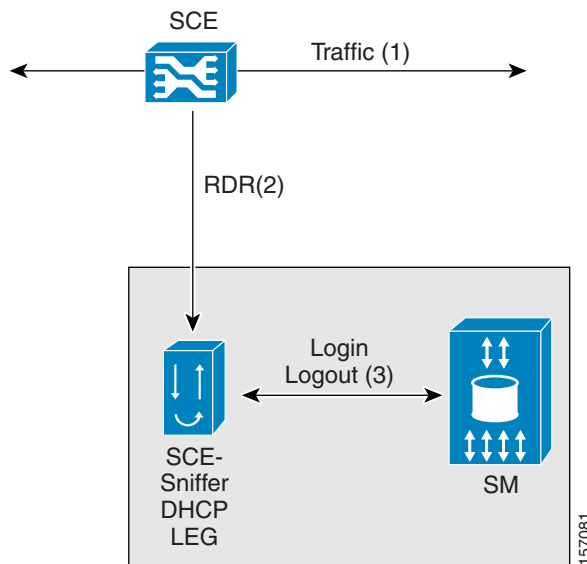 SCE
Traffic (1)
RDR(2)
Login
Logout (3)
SCE-
Sniffer
DHCP
LEG
SM
157081